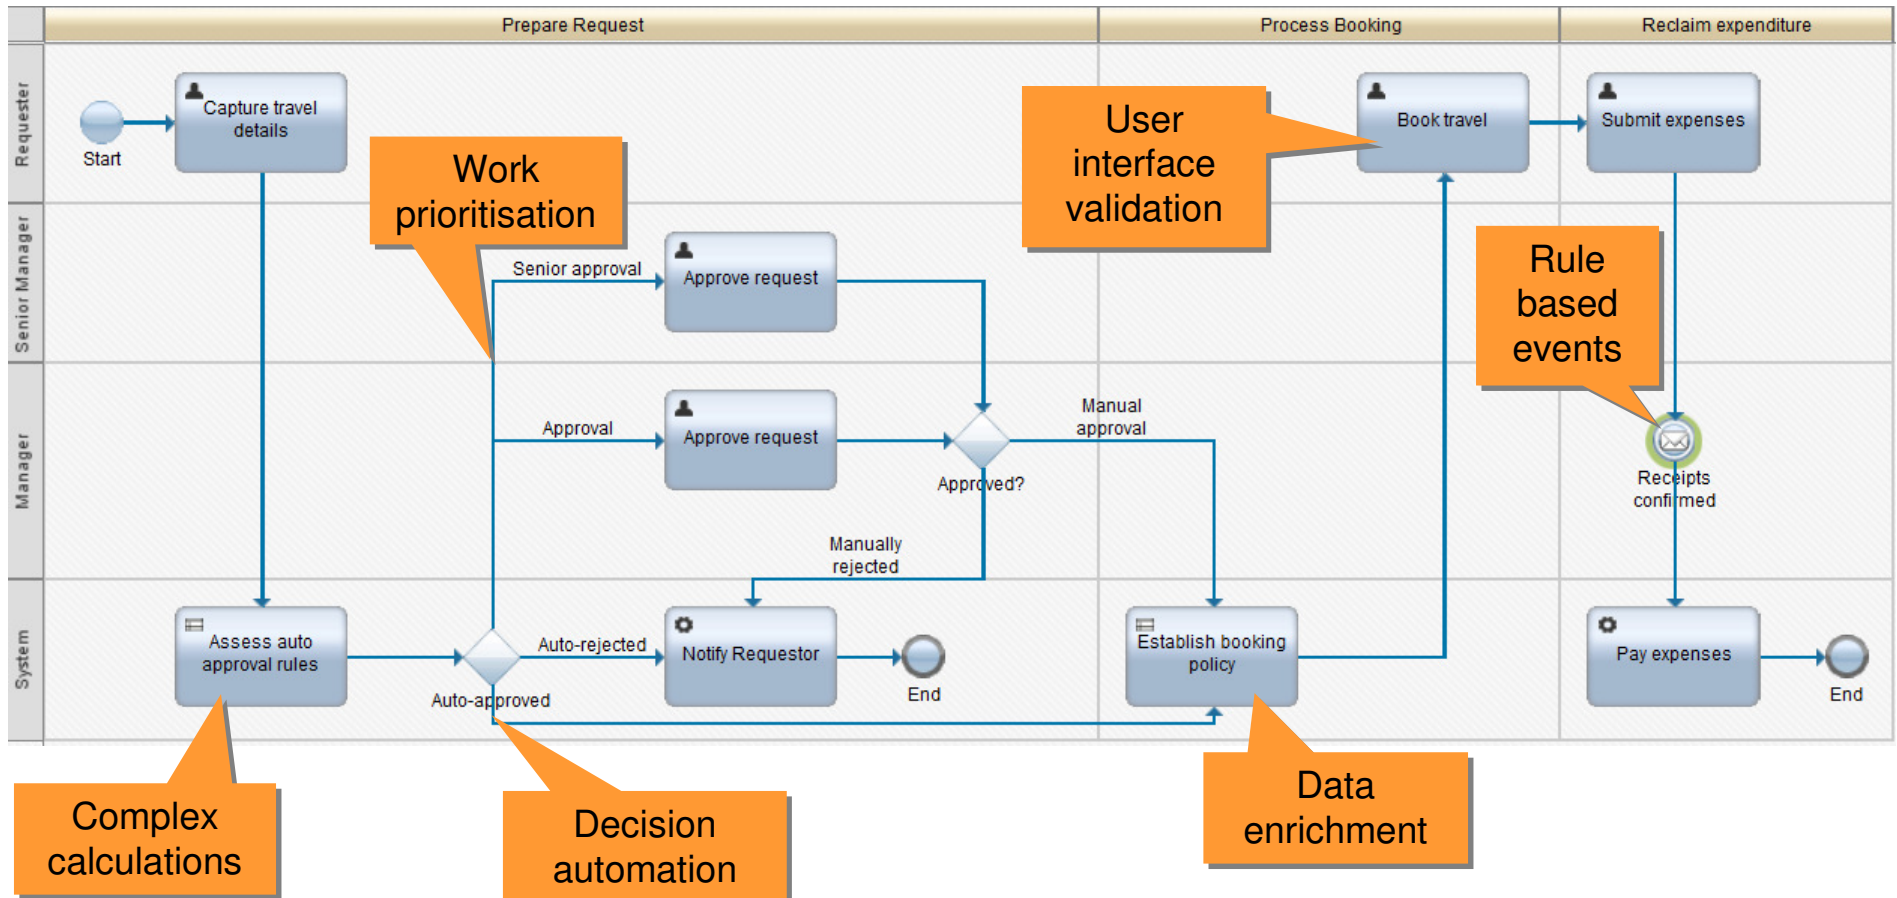 Prepare Request
Process Booking
Reclaim expenditure
Requester
Start
Capture travel
details
Work
prioritisation
User
interface
validation
Book travel
Submit expenses
Senior Manager
Senior approval
Approve request
Rule
based
events
Manager
Approval
Approve request
Approved?
Manual
approval
Receipts
confirmed
Manually
rejected
System
Assess auto
approval rules
Auto-approved
Auto-rejected
Notify Requestor
End
Establish booking
policy
Pay expenses
End
Complex
calculations
Decision
automation
Data
enrichment